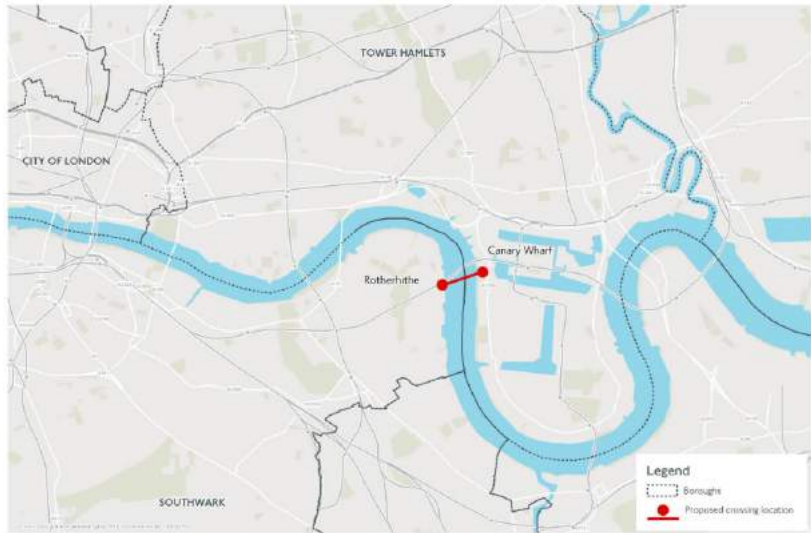 TOWER HAMLETS
CITY OF LONDON
Canary Wharf
Rotherhithe
SOUTHWARK
Legend
Boroughs
Proposed crossing location